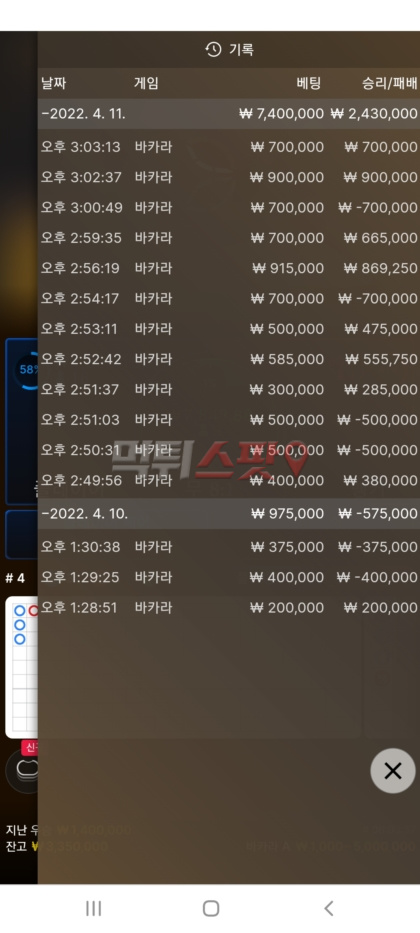 기록
날짜 게임 베팅 승리/패배
−2022. 4. 11. ₩ 7,400,000 ₩ 2,430,000
오후 3:03:13 바카라 ₩ 700,000 ₩ 700,000
오후 3:02:37 바카라 ₩ 900,000 ₩ 900,000
오후 3:00:49 바카라 ₩ 700,000 ₩ -700,000
오후 2:59:35 바카라 ₩ 700,000 ₩ 665,000
오후 2:56:19 바카라 ₩ 915,000 ₩ 869,250
오후 2:54:17 바카라 ₩ 700,000 ₩ -700,000
오후 2:53:11 바카라 ₩ 500,000 ₩ 475,000
오후 2:52:42 바카라 ₩ 585,000 ₩ 555,750
58%
오후 2:51:37 바카라 ₩ 300,000 ₩ 285,000
오후 2:51:03 바카라 ₩ 500,000 ₩ -500,000
오후 2:50:31 바카라 ₩ 500,000 ₩ -500,000
먹튀스팟
오후 2:49:56 바카라 ₩ 400,000 ₩ 380,000
−2022. 4. 10. ₩ 975,000 ₩ -575,000
오후 1:30:38 바카라 ₩ 375,000 ₩ -375,000
# 4
오후 1:29:25 바카라 ₩ 400,000 ₩ -400,000
오후 1:28:51 바카라 ₩ 200,000 ₩ 200,000
지난
잔고 ₩